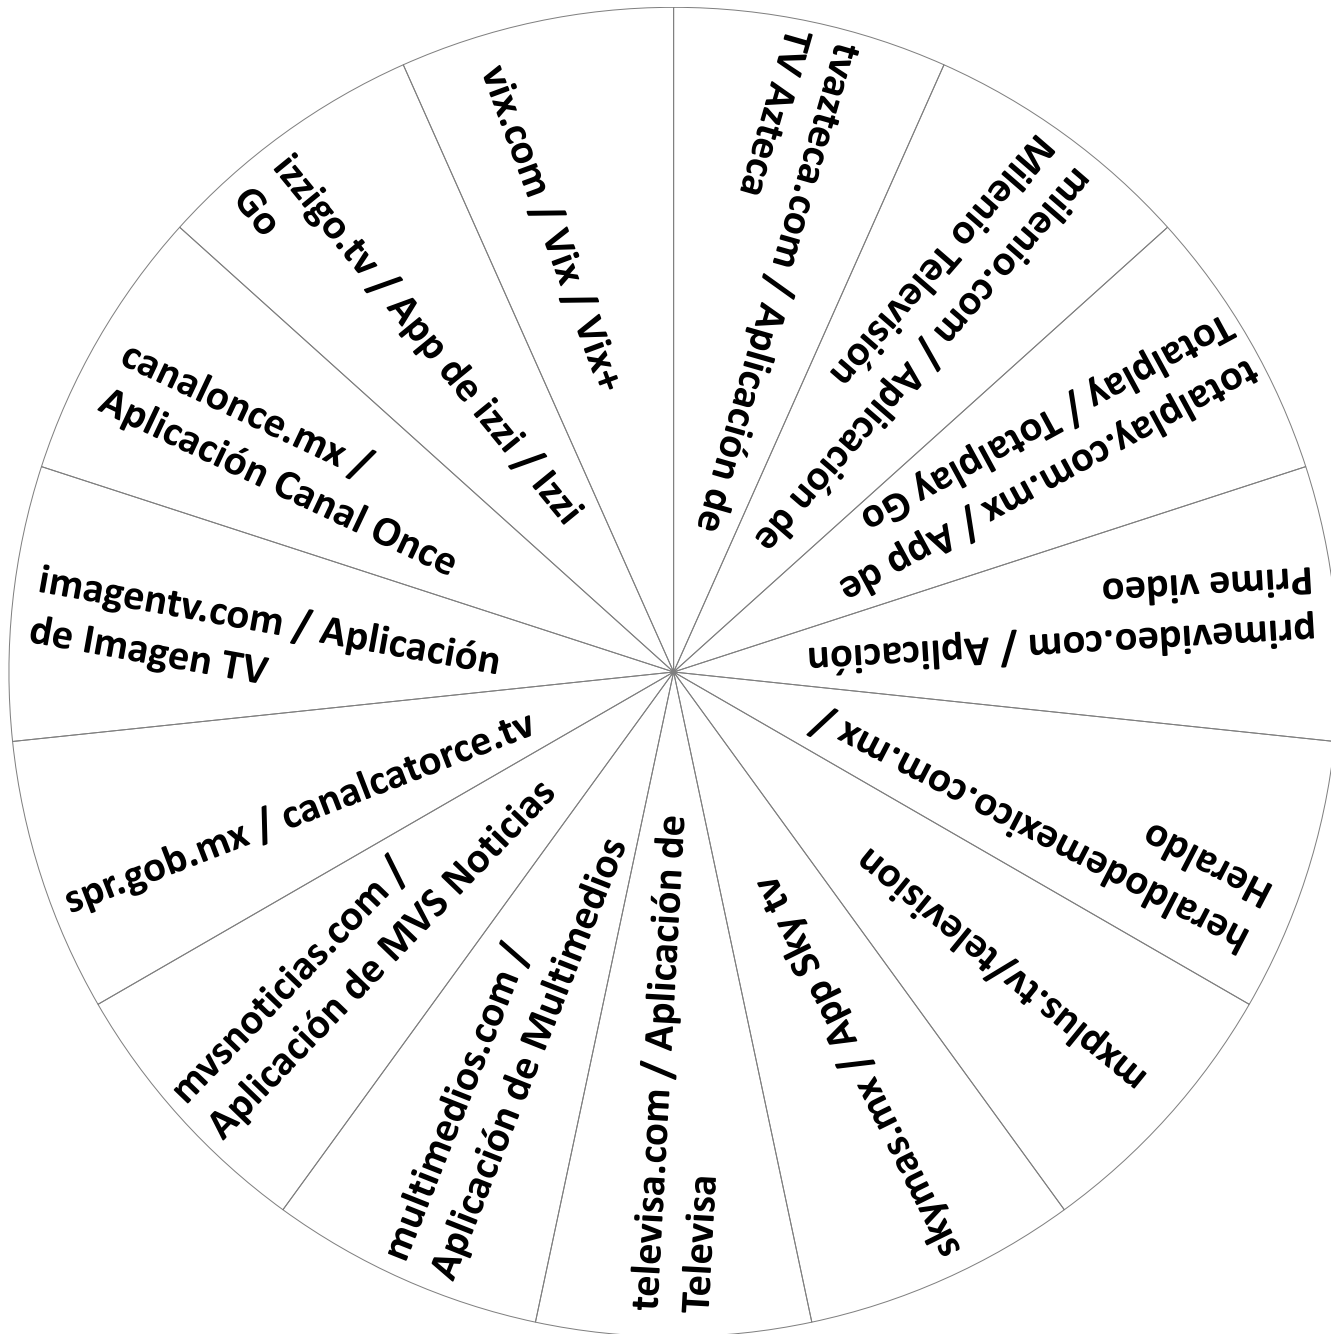 tvazteca.com / Aplicación de
TV Azteca
milenio.com / Aplicación de
Milenio Televisión
totalplay.com.mx / App de
Totalplay / Totalplay Go
primevideo.com / Aplicación
Prime video
heraldodemexico.com.mx /
Heraldo
mxplus.tv/television
skymas.mx / App Sky tv
televisa.com / Aplicación de
Televisa
multimedios.com /
Aplicación de Multimedios
mvsnoticias.com /
Aplicación de MVS Noticias
spr.gob.mx / canalcatorce.tv
imagentv.com / Aplicación
de Imagen TV
canalonce.mx /
Aplicación Canal Once
izzigo.tv / App de izzi / Izzi
Go
vix.com / Vix / Vix+